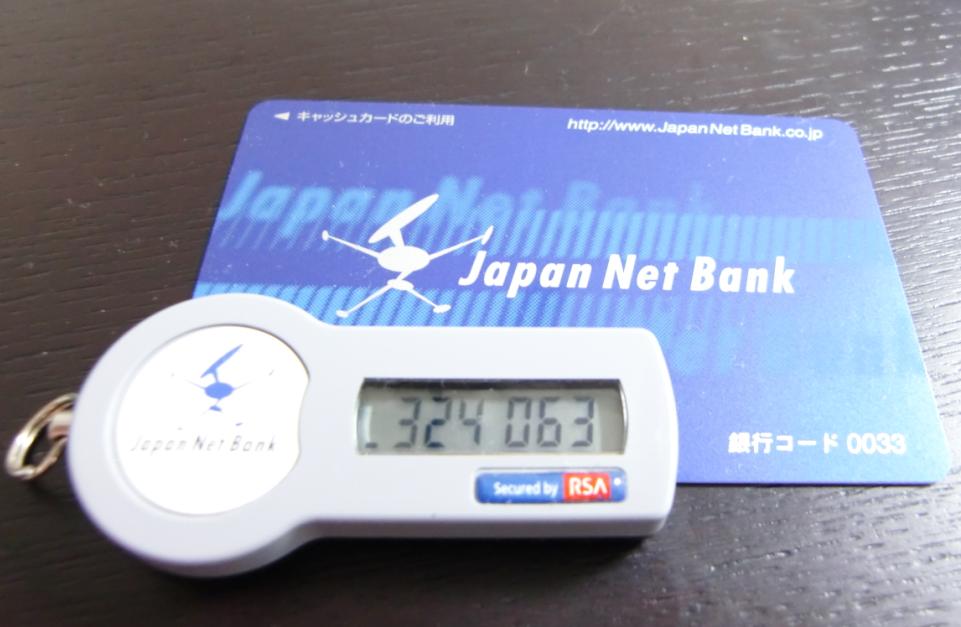 ◀ キャッシュカードのご利用
http://www.JapanNetBank.co.jp
Japan Net Bank
Japan Net Bank
Japan Net Bank
324 063
Secured by RSA
銀行コード 0033